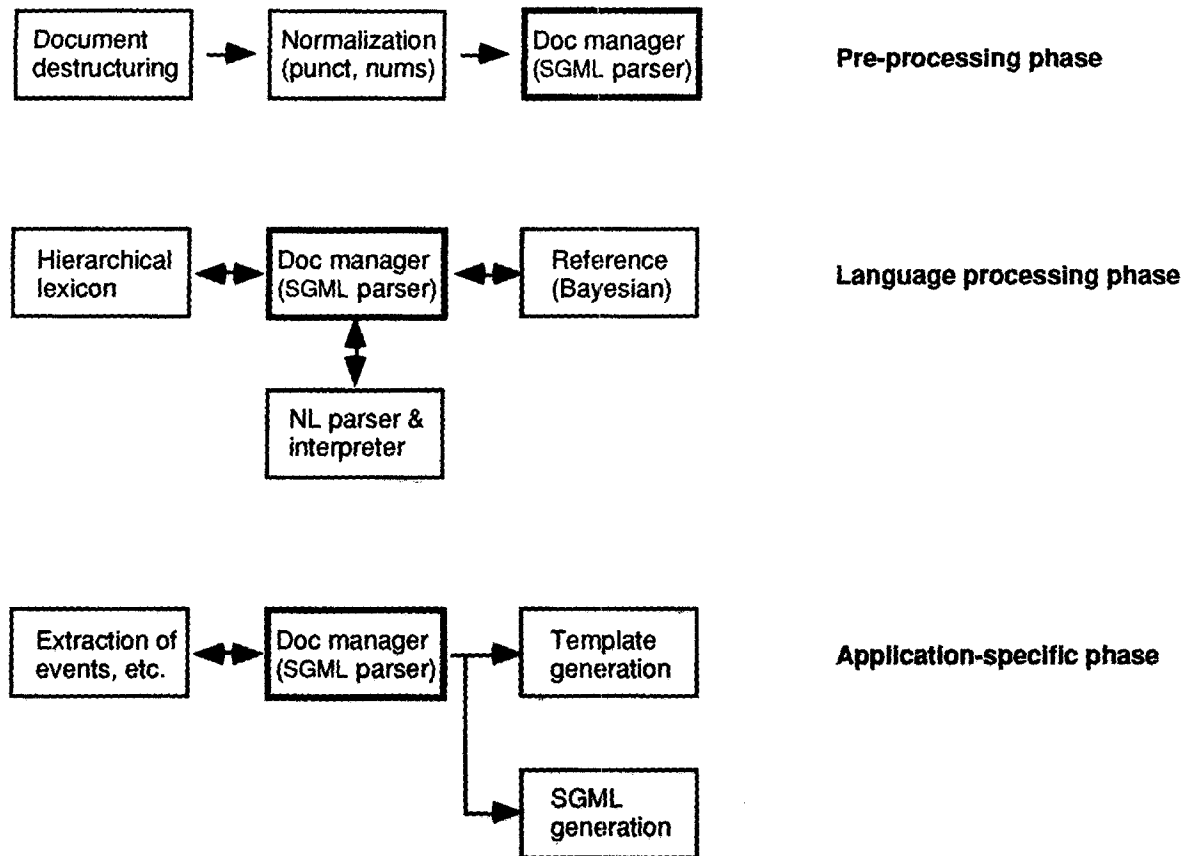 Document
destructuring
Normalization
(punct, nums)
Doc manager
(SGML parser)
Pre-processing phase
Hierarchical
lexicon
Doc manager
(SGML parser)
Reference
(Bayesian)
Language processing phase
NL parser &
interpreter
Extraction of
events, etc.
Doc manager
(SGML parser)
Template
generation
Application-specific phase
SGML
generation